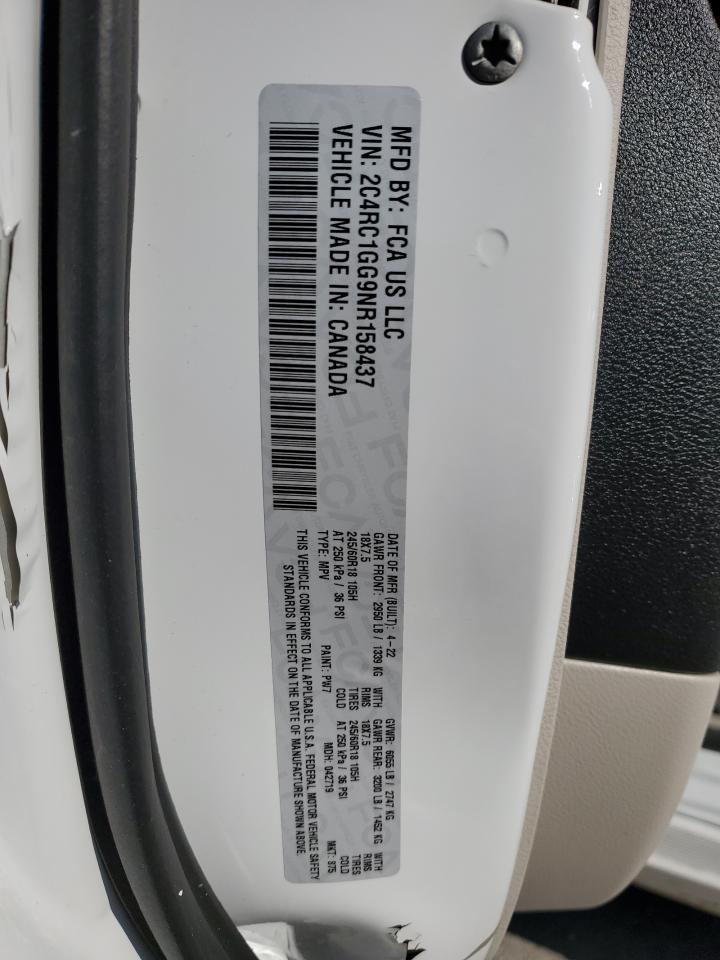 MFD BY: FCA US LLC
VIN: 2C4RC1GG9NR158437
VEHICLE MADE IN: CANADA
DATE OF MFR (BUILT): 4-22 GVWR: 6055 LB / 2747 KG
GAWR FRONT: 2950 LB / 1339 KG WITH GAWR REAR: 3200 LB / 1452 KG WITH
18X7.5 RIMS 18X7.5 RIMS
245/60R18 105H TIRES 245/60R18 105H TIRES
AT 250 kPa / 36 PSI COLD AT 250 kPa / 36 PSI COLD
TYPE: MPV PAINT: PW7 MDH: 042719 MKT: 875
THIS VEHICLE CONFORMS TO ALL APPLICABLE U.S.A. FEDERAL MOTOR VEHICLE SAFETY
STANDARDS IN EFFECT ON THE DATE OF MANUFACTURE SHOWN ABOVE.